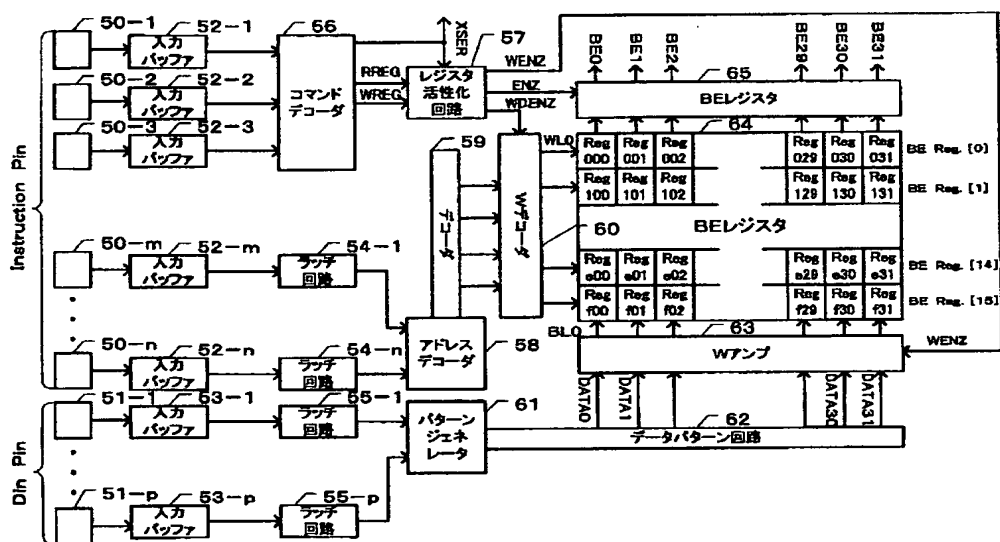 Instruction Pin
50-1
52-1
入力
バッファ
50-2
52-2
入力
バッファ
50-3
52-3
入力
バッファ
56
コマンド
デコーダ
XSER
RREG
WREG
57
レジスタ
活性化
回路
WENZ
ENZ
WDENZ
BE0
BE1
BE2
BE29
BE30
BE31
65
BEレジスタ
64
59
デコーダ
Wデコーダ
60
WL0
Reg 000
Reg 001
Reg 002
Reg 029
Reg 030
Reg 031
BE Reg. [0]
Reg 100
Reg 101
Reg 102
Reg 129
Reg 130
Reg 131
BE Reg. [1]
BEレジスタ
Reg e00
Reg e01
Reg e02
Reg e29
Reg e30
Reg e31
BE Reg. [14]
Reg f00
Reg f01
Reg f02
Reg f29
Reg f30
Reg f31
BE Reg. [15]
50-m
52-m
入力
バッファ
54-1
ラッチ
回路
50-n
52-n
入力
バッファ
54-n
ラッチ
回路
アドレス
デコーダ
58
BL0
63
Wアンプ
WENZ
Din Pin
51-1
53-1
入力
バッファ
55-1
ラッチ
回路
61
パターン
ジェネ
レータ
DATA0
DATA1
DATA30
DATA31
62
データパターン回路
51-p
53-p
入力
バッファ
55-p
ラッチ
回路